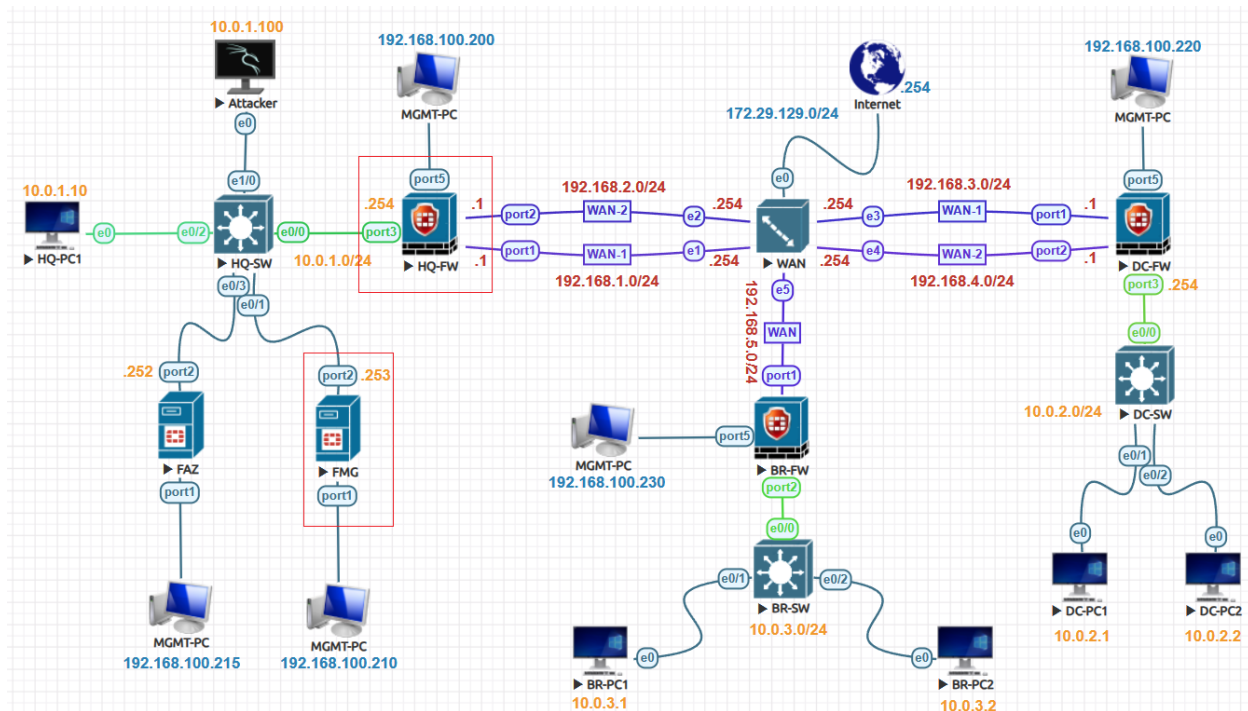 10.0.1.100
Attacker
e0
e1/0
192.168.100.200
MGMT-PC
port5
.254
Internet
172.29.129.0/24
e0
192.168.100.220
MGMT-PC
port5
10.0.1.10
HQ-PC1
e0
e0/2
HQ-SW
e0/0
10.0.1.0/24
.254
port3
HQ-FW
.1
.1
port2
port1
192.168.2.0/24
WAN-2
WAN-1
192.168.1.0/24
e2
e1
.254
.254
WAN
.254
.254
e3
e4
192.168.3.0/24
WAN-1
WAN-2
192.168.4.0/24
port1
port2
.1
.1
DC-FW
port3
.254
e0/3
e0/1
e5
192.168.5.0/24
WAN
port1
.252
port2
FAZ
port1
port2
.253
FMG
port1
MGMT-PC
192.168.100.215
MGMT-PC
192.168.100.210
MGMT-PC
192.168.100.230
port5
BR-FW
port2
e0/0
e0/1
e0/2
BR-SW
10.0.3.0/24
e0
BR-PC1
10.0.3.1
e0
BR-PC2
10.0.3.2
e0/0
10.0.2.0/24
DC-SW
e0/1
e0/2
e0
e0
DC-PC1
10.0.2.1
DC-PC2
10.0.2.2